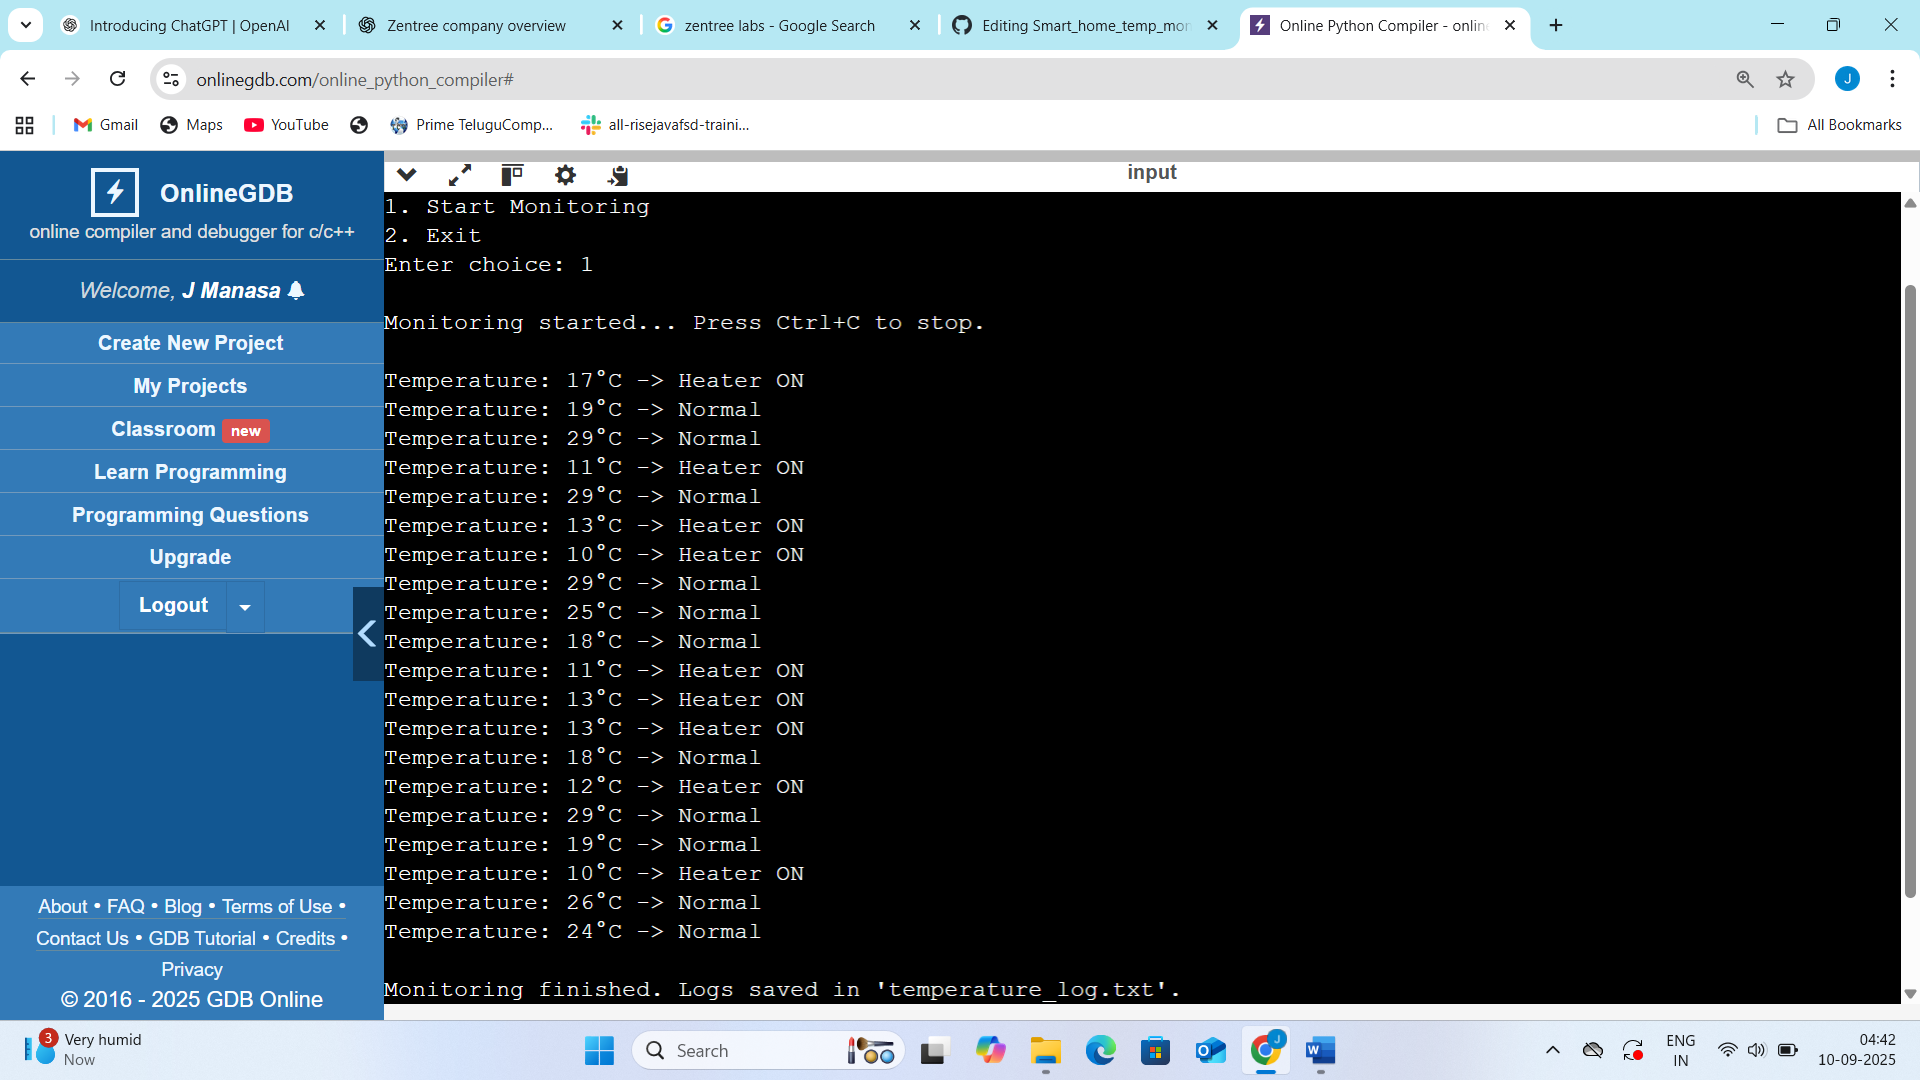 Introducing ChatGPT | OpenAI
Zentree company overview
zentree labs - Google Search
Editing Smart_home_temp_mon
Online Python Compiler - online
onlinegdb.com/online_python_compiler#
J
Gmail
Maps
YouTube
Prime TeluguComp...
all-risejavafsd-traini...
All Bookmarks
OnlineGDB
online compiler and debugger for c/c++
Welcome, J Manasa
Create New Project
My Projects
Classroom new
Learn Programming
Programming Questions
Upgrade
Logout
About • FAQ • Blog • Terms of Use •
Contact Us • GDB Tutorial • Credits •
Privacy
© 2016 - 2025 GDB Online
input
1. Start Monitoring
2. Exit
Enter choice: 1
Monitoring started... Press Ctrl+C to stop.
Temperature: 17°C -> Heater ON
Temperature: 19°C -> Normal
Temperature: 29°C -> Normal
Temperature: 11°C -> Heater ON
Temperature: 29°C -> Normal
Temperature: 13°C -> Heater ON
Temperature: 10°C -> Heater ON
Temperature: 29°C -> Normal
Temperature: 25°C -> Normal
Temperature: 18°C -> Normal
Temperature: 11°C -> Heater ON
Temperature: 13°C -> Heater ON
Temperature: 13°C -> Heater ON
Temperature: 18°C -> Normal
Temperature: 12°C -> Heater ON
Temperature: 29°C -> Normal
Temperature: 19°C -> Normal
Temperature: 10°C -> Heater ON
Temperature: 26°C -> Normal
Temperature: 24°C -> Normal
Monitoring finished. Logs saved in 'temperature_log.txt'.
3
Very humid
Now
Search
J
ENG
IN
04:42
10-09-2025